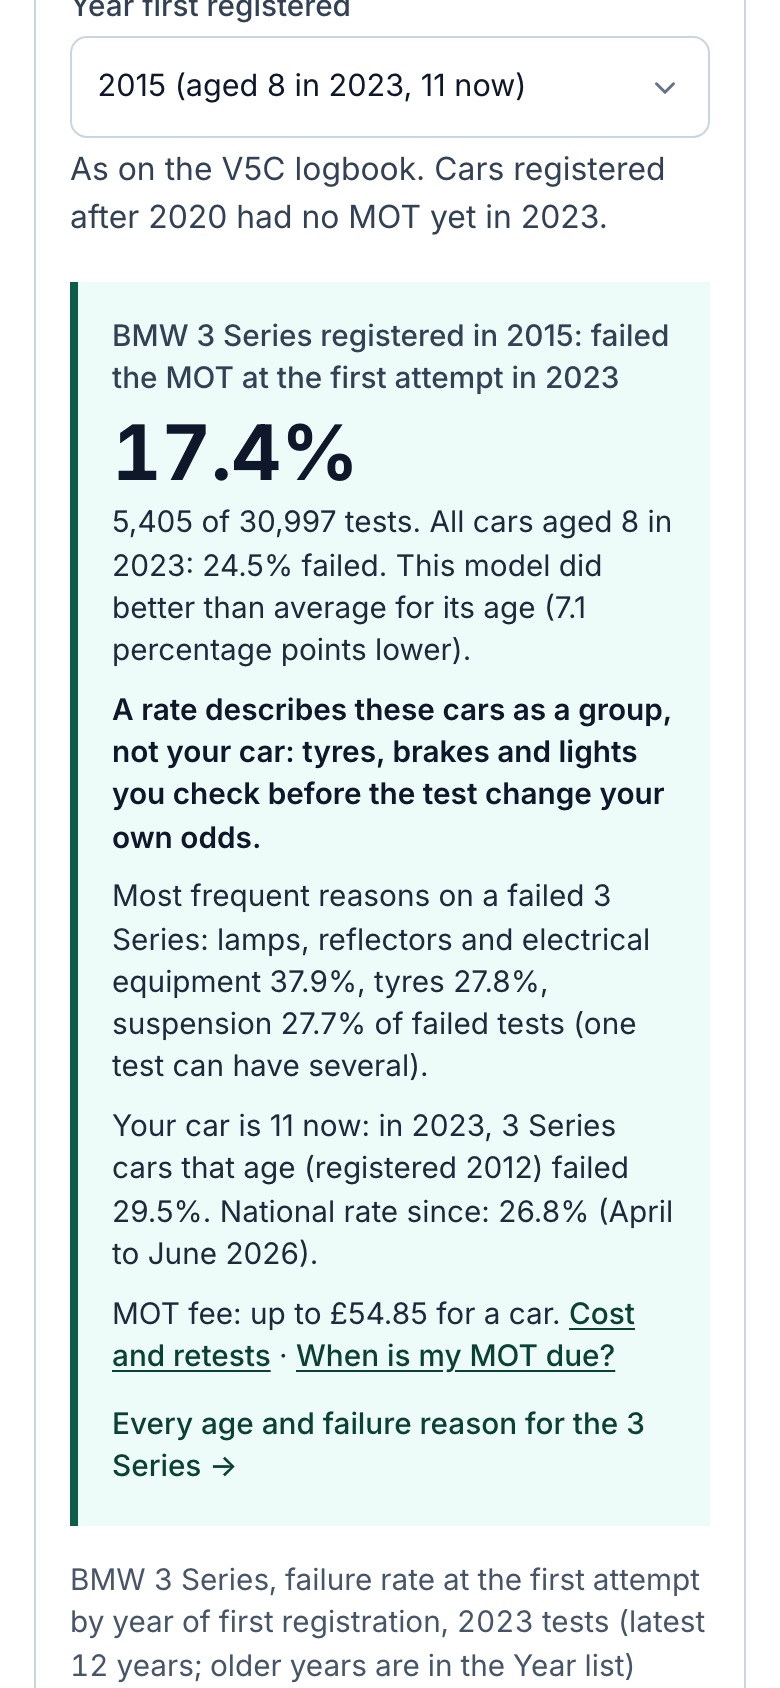 Year first registered
2015 (aged 8 in 2023, 11 now)
As on the V5C logbook. Cars registered
after 2020 had no MOT yet in 2023.
BMW 3 Series registered in 2015: failed
the MOT at the first attempt in 2023
17.4%
5,405 of 30,997 tests. All cars aged 8 in
2023: 24.5% failed. This model did
better than average for its age (7.1
percentage points lower).
A rate describes these cars as a group,
not your car: tyres, brakes and lights
you check before the test change your
own odds.
Most frequent reasons on a failed 3
Series: lamps, reflectors and electrical
equipment 37.9%, tyres 27.8%,
suspension 27.7% of failed tests (one
test can have several).
Your car is 11 now: in 2023, 3 Series
cars that age (registered 2012) failed
29.5%. National rate since: 26.8% (April
to June 2026).
MOT fee: up to £54.85 for a car. Cost
and retests · When is my MOT due?
Every age and failure reason for the 3
Series →
BMW 3 Series, failure rate at the first attempt
by year of first registration, 2023 tests (latest
12 years; older years are in the Year list)